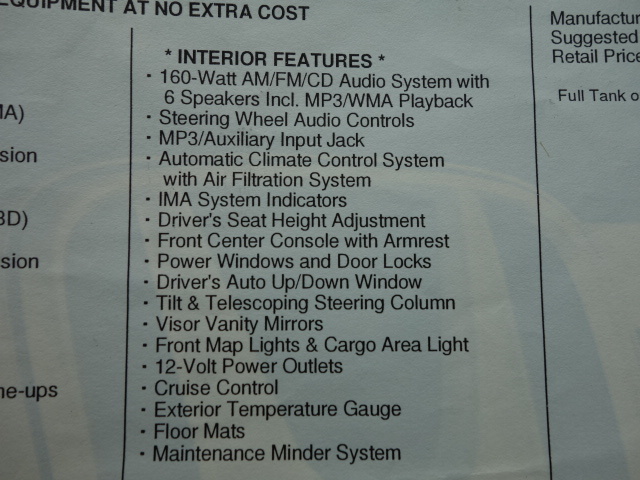 EQUIPMENT AT NO EXTRA COST
* INTERIOR FEATURES *
· 160-Watt AM/FM/CD Audio System with
6 Speakers Incl. MP3/WMA Playback
· Steering Wheel Audio Controls
· MP3/Auxiliary Input Jack
· Automatic Climate Control System
with Air Filtration System
· IMA System Indicators
· Driver's Seat Height Adjustment
· Front Center Console with Armrest
· Power Windows and Door Locks
· Driver's Auto Up/Down Window
· Tilt & Telescoping Steering Column
· Visor Vanity Mirrors
· Front Map Lights & Cargo Area Light
· 12-Volt Power Outlets
· Cruise Control
· Exterior Temperature Gauge
· Floor Mats
· Maintenance Minder System
MA)
sion
BD)
sion
ne-ups
Manufactur
Suggested
Retail Price
Full Tank o